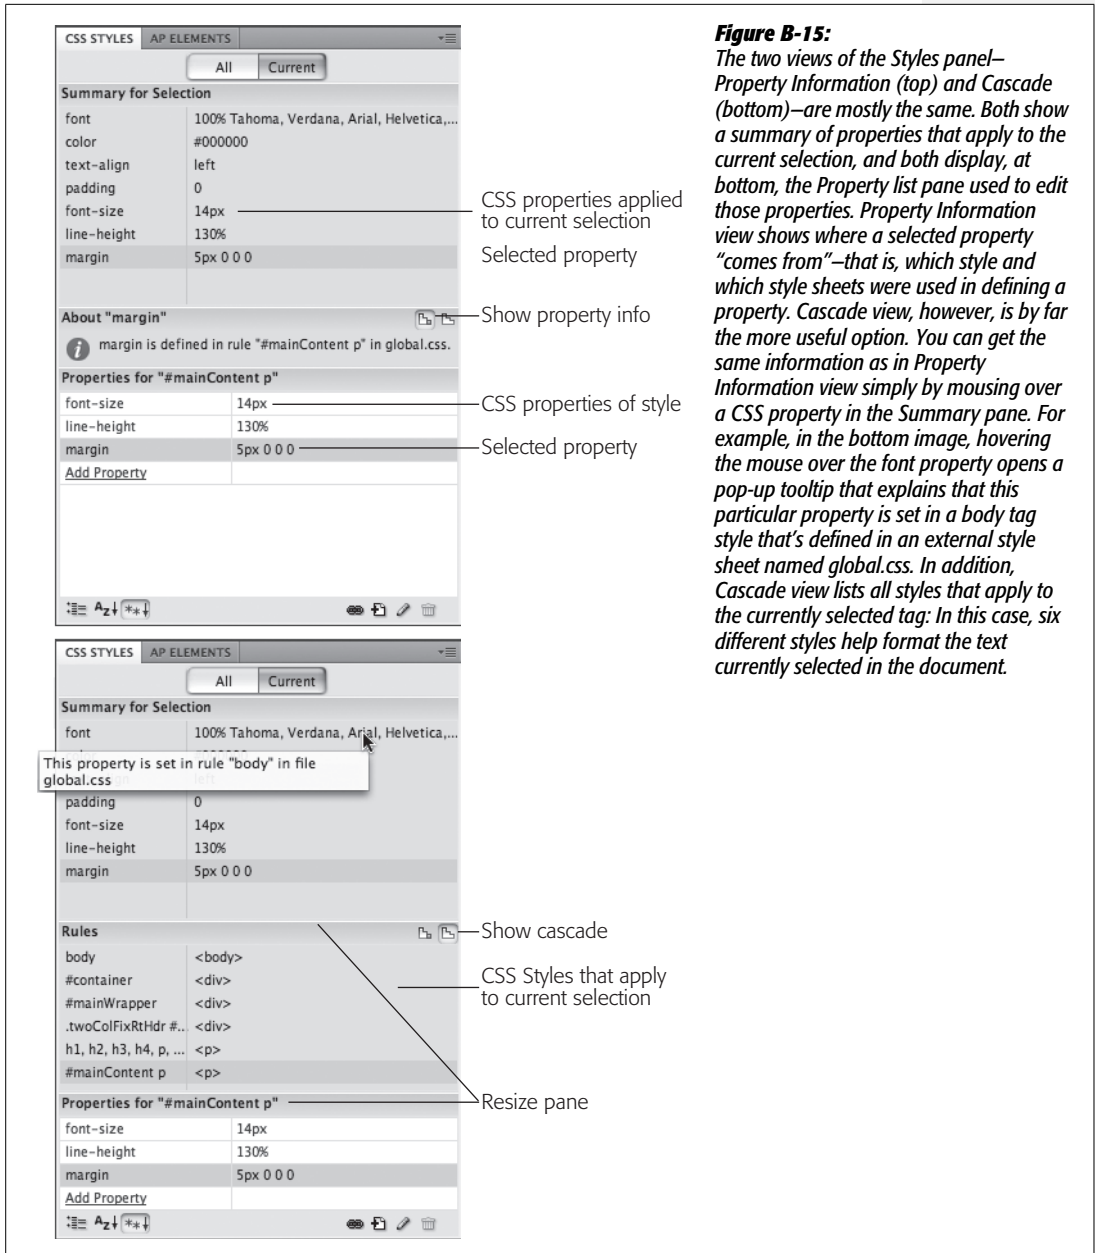 CSS STYLES AP ELEMENTS
All Current
Summary for Selection
font 100% Tahoma, Verdana, Arial, Helvetica,...
color #000000
text-align left
padding 0
font-size 14px
line-height 130%
margin 5px 0 0 0
CSS properties applied
to current selection
Selected property
About "margin"
Show property info
margin is defined in rule "#mainContent p" in global.css.
Properties for "#mainContent p"
font-size 14px
CSS properties of style
line-height 130%
margin 5px 0 0 0
Selected property
Add Property
CSS STYLES AP ELEMENTS
All Current
Summary for Selection
font 100% Tahoma, Verdana, Arial, Helvetica,...
This property is set in rule "body" in file
global.css
left
padding 0
font-size 14px
line-height 130%
margin 5px 0 0 0
Rules
Show cascade
body <body>
#container <div>
#mainWrapper <div>
.twoColFixRtHdr #... <div>
h1, h2, h3, h4, p, ... <p>
#mainContent p <p>
CSS Styles that apply
to current selection
Properties for "#mainContent p"
Resize pane
font-size 14px
line-height 130%
margin 5px 0 0 0
Add Property
Figure B-15:
The two views of the Styles panel—
Property Information (top) and Cascade
(bottom)—are mostly the same. Both show
a summary of properties that apply to the
current selection, and both display, at
bottom, the Property list pane used to edit
those properties. Property Information
view shows where a selected property
“comes from”—that is, which style and
which style sheets were used in defining a
property. Cascade view, however, is by far
the more useful option. You can get the
same information as in Property
Information view simply by mousing over
a CSS property in the Summary pane. For
example, in the bottom image, hovering
the mouse over the font property opens a
pop-up tooltip that explains that this
particular property is set in a body tag
style that's defined in an external style
sheet named global.css. In addition,
Cascade view lists all styles that apply to
the currently selected tag: In this case, six
different styles help format the text
currently selected in the document.